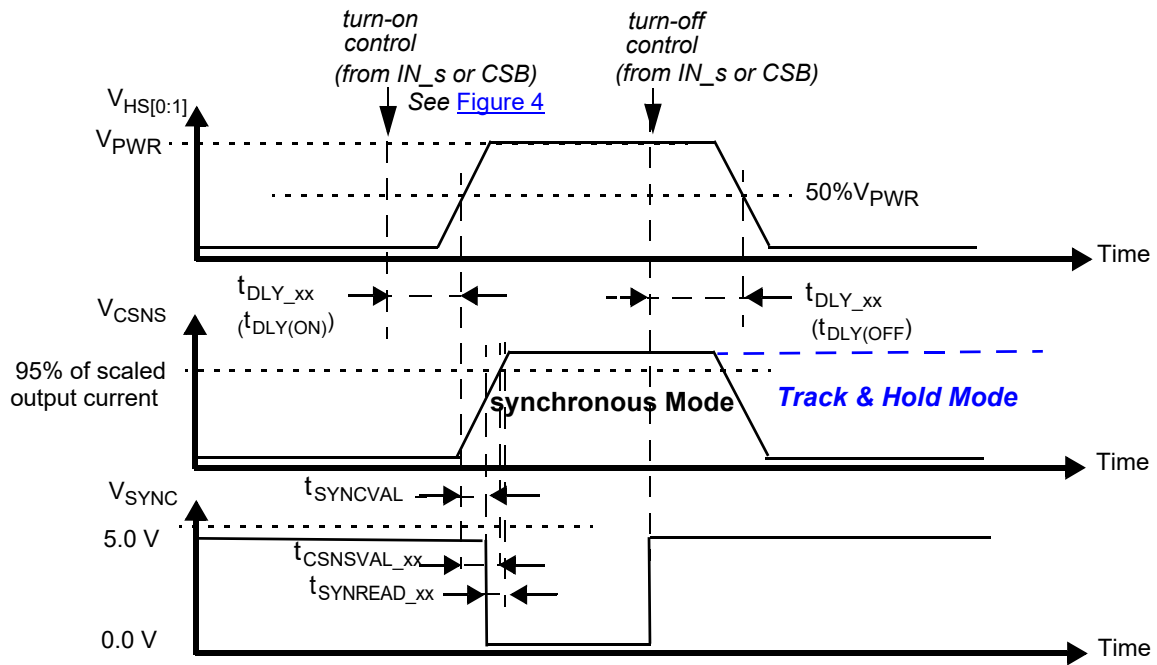 turn-on
control
(from IN_s or CSB)
See Figure 4
turn-off
control
(from IN_s or CSB)
VHS[0:1]
VPWR
50%VPWR
Time
tDLY_xx
(tDLY(ON))
tDLY_xx
(tDLY(OFF)
VCSNS
95% of scaled
output current
synchronous Mode
Track & Hold Mode
Time
tSYNCVAL
VSYNC
5.0 V
tCSNSVAL_xx
tSYNREAD_xx
0.0 V
Time